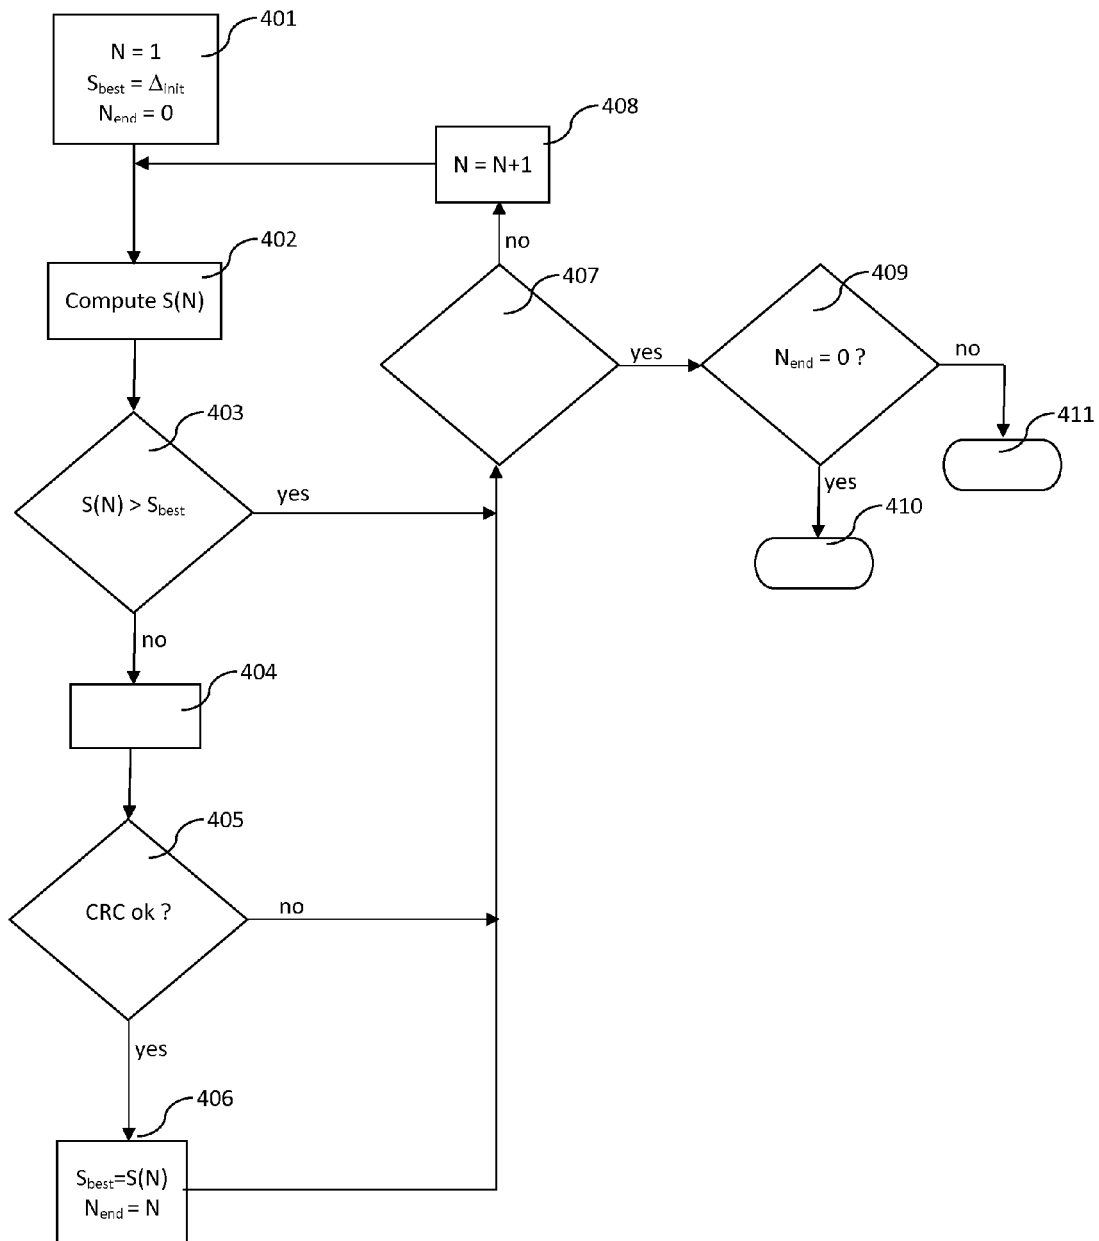 401
N = 1
S_best = Δ_init
N_end = 0
408
N = N+1
no
402
Compute S(N)
407
yes
409
N_end = 0 ?
no
411
yes
410
403
S(N) > S_best
yes
no
404
405
CRC ok ?
no
yes
406
S_best=S(N)
N_end = N